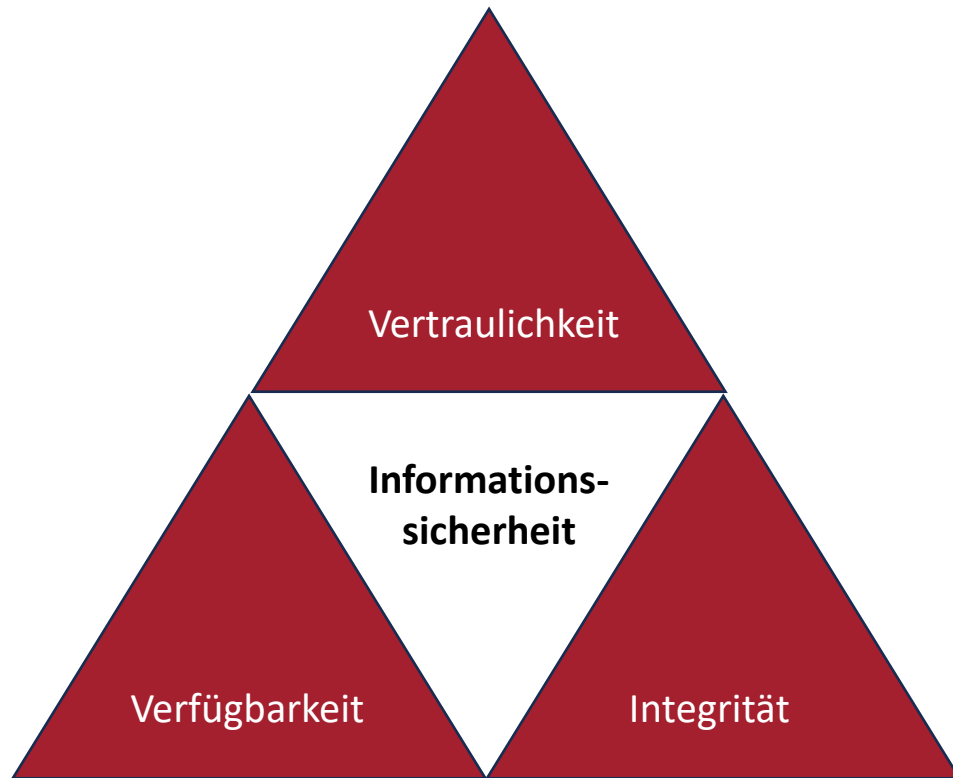 Vertraulichkeit
Informations-
sicherheit
Verfügbarkeit
Integrität